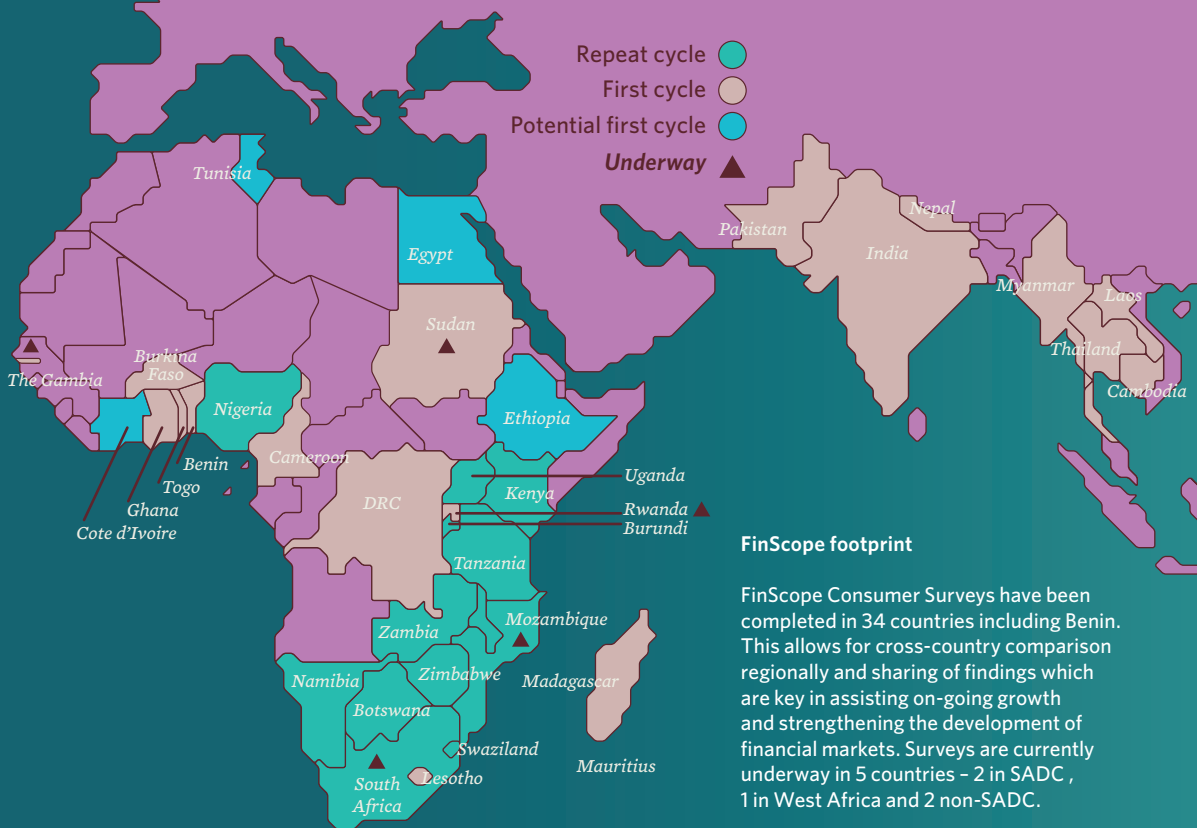 Repeat cycle
First cycle
Potential first cycle
Underway
Tunisia
Egypt
Pakistan
Nepal
India
Myanmar
Laos
Thailand
Cambodia
Sudan
Burkina
Faso
The Gambia
Nigeria
Ethiopia
Cameroon
Benin
Togo
Ghana
Cote d'Ivoire
DRC
Uganda
Kenya
Rwanda
Burundi
Tanzania
Mozambique
Zambia
Zimbabwe
Madagascar
Namibia
Botswana
Swaziland
Mauritius
Lesotho
South
Africa
FinScope footprint
FinScope Consumer Surveys have been
completed in 34 countries including Benin.
This allows for cross-country comparison
regionally and sharing of findings which
are key in assisting on-going growth
and strengthening the development of
financial markets. Surveys are currently
underway in 5 countries – 2 in SADC ,
1 in West Africa and 2 non-SADC.